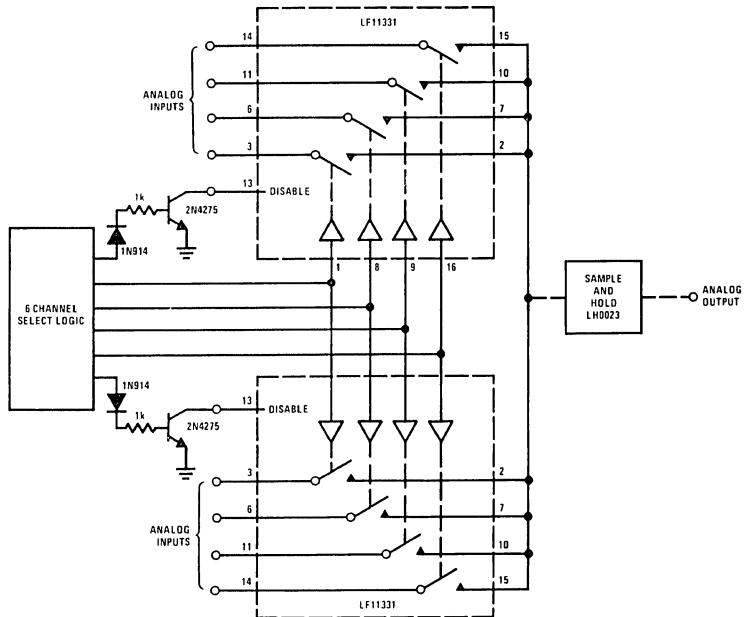 LF11331
14
15
11
10
ANALOG
INPUTS
6
7
3
2
13
DISABLE
1k
2N4275
1N914
1
8
9
16
6 CHANNEL
SELECT LOGIC
SAMPLE
AND
HOLD
LH0023
ANALOG
OUTPUT
1N914
13
DISABLE
1k
2N4275
3
2
6
7
ANALOG
INPUTS
11
10
14
15
LF11331